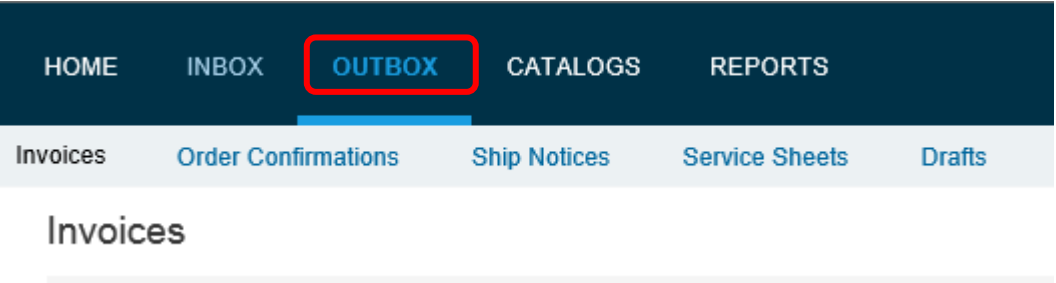 HOME INBOX OUTBOX CATALOGS REPORTS
Invoices Order Confirmations Ship Notices Service Sheets Drafts
Invoices